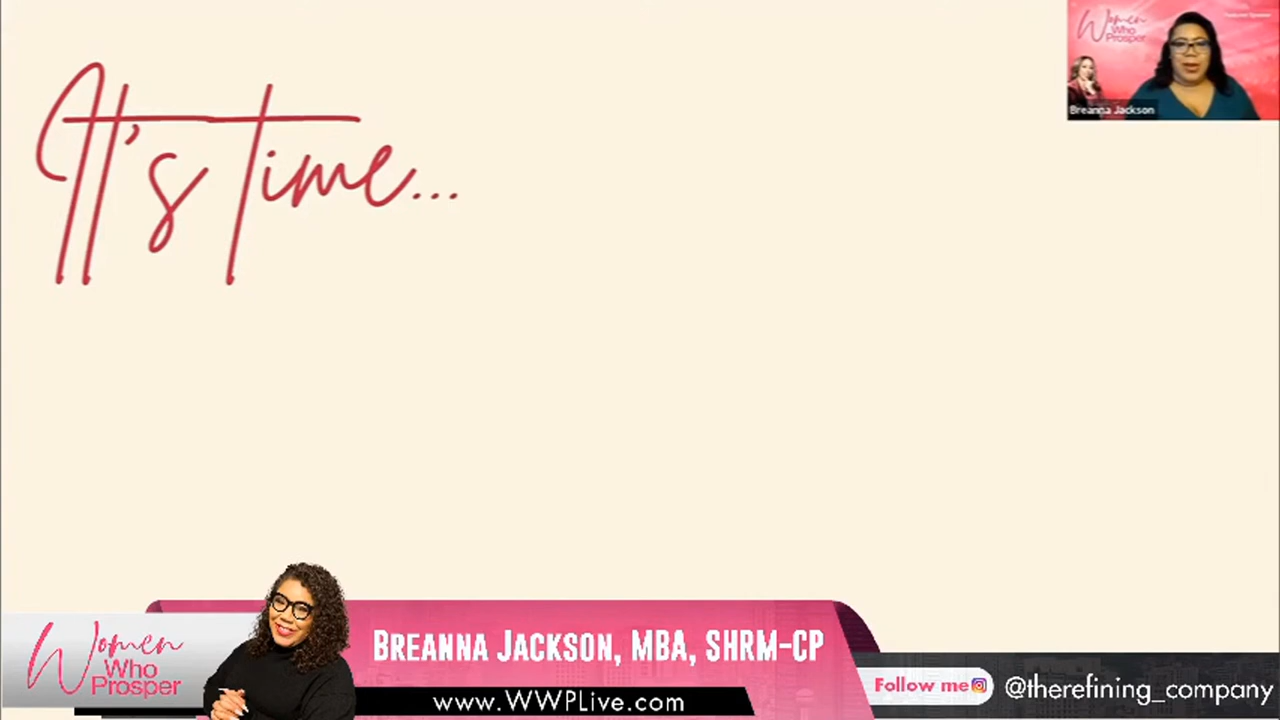 It's time...
Women
Who
Prosper
Breanna Jackson
Women
Who
Prosper
BREANNA JACKSON, MBA, SHRM-CP
www.WWPLive.com
Follow me
@therefining_company